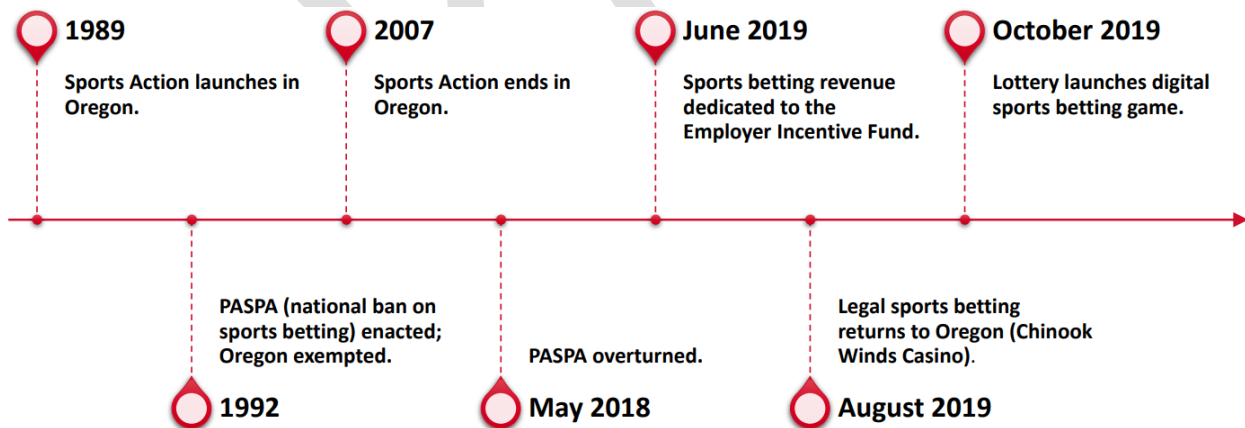 1989
Sports Action launches in
Oregon.
2007
Sports Action ends in
Oregon.
June 2019
Sports betting revenue
dedicated to the
Employer Incentive Fund.
October 2019
Lottery launches digital
sports betting game.
PASPA (national ban on
sports betting) enacted;
Oregon exempted.
1992
PASPA overturned.
May 2018
Legal sports betting
returns to Oregon (Chinook
Winds Casino).
August 2019